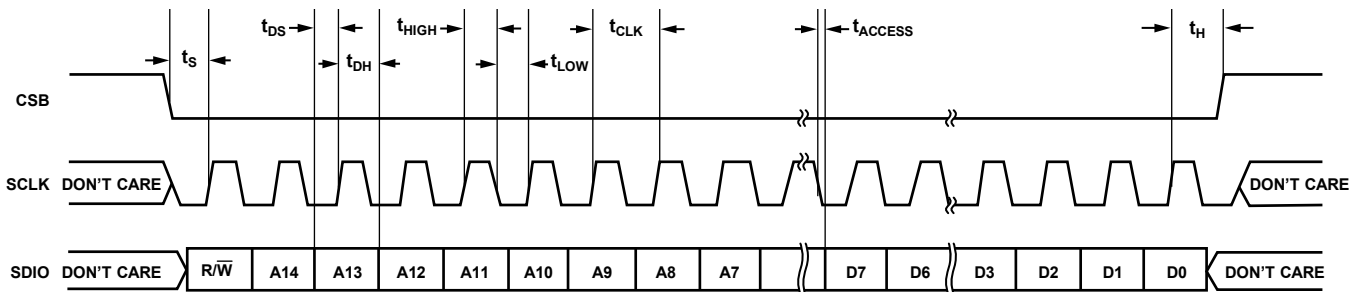 tDS
tHIGH
tCLK
tACCESS
tH
tS
tDH
tLOW
CSB
SCLK DON'T CARE DON'T CARE
SDIO DON'T CARE R/W̅ A14 A13 A12 A11 A10 A9 A8 A7 D7 D6 D3 D2 D1 D0 DON'T CARE